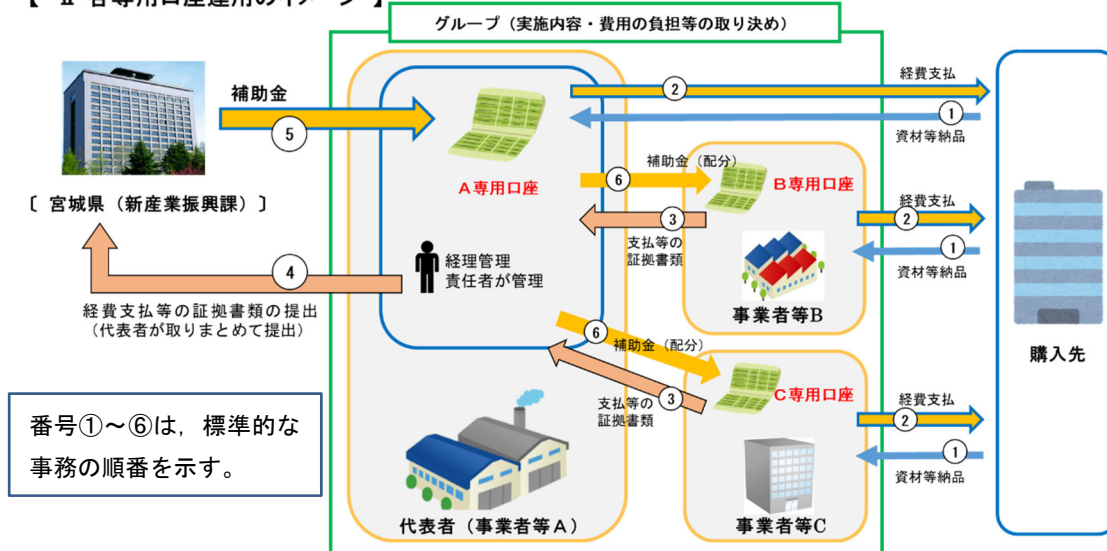 【 Ⅱ 各専用口座運用のイメージ 】
グループ（実施内容・費用の負担等の取り決め）
補助金
⑤
〔 宮城県（新産業振興課）〕
④
経費支払等の証拠書類の提出
（代表者が取りまとめて提出）
番号①～⑥は，標準的な
事務の順番を示す。
A専用口座
経理管理
責任者が管理
代表者（事業者等A）
②
経費支払
①
資材等納品
補助金（配分）
⑥
③
支払等の
証拠書類
B専用口座
事業者等B
経費支払
②
①
資材等納品
⑥
補助金（配分）
③
支払等の
証拠書類
C専用口座
事業者等C
経費支払
②
①
資材等納品
購入先